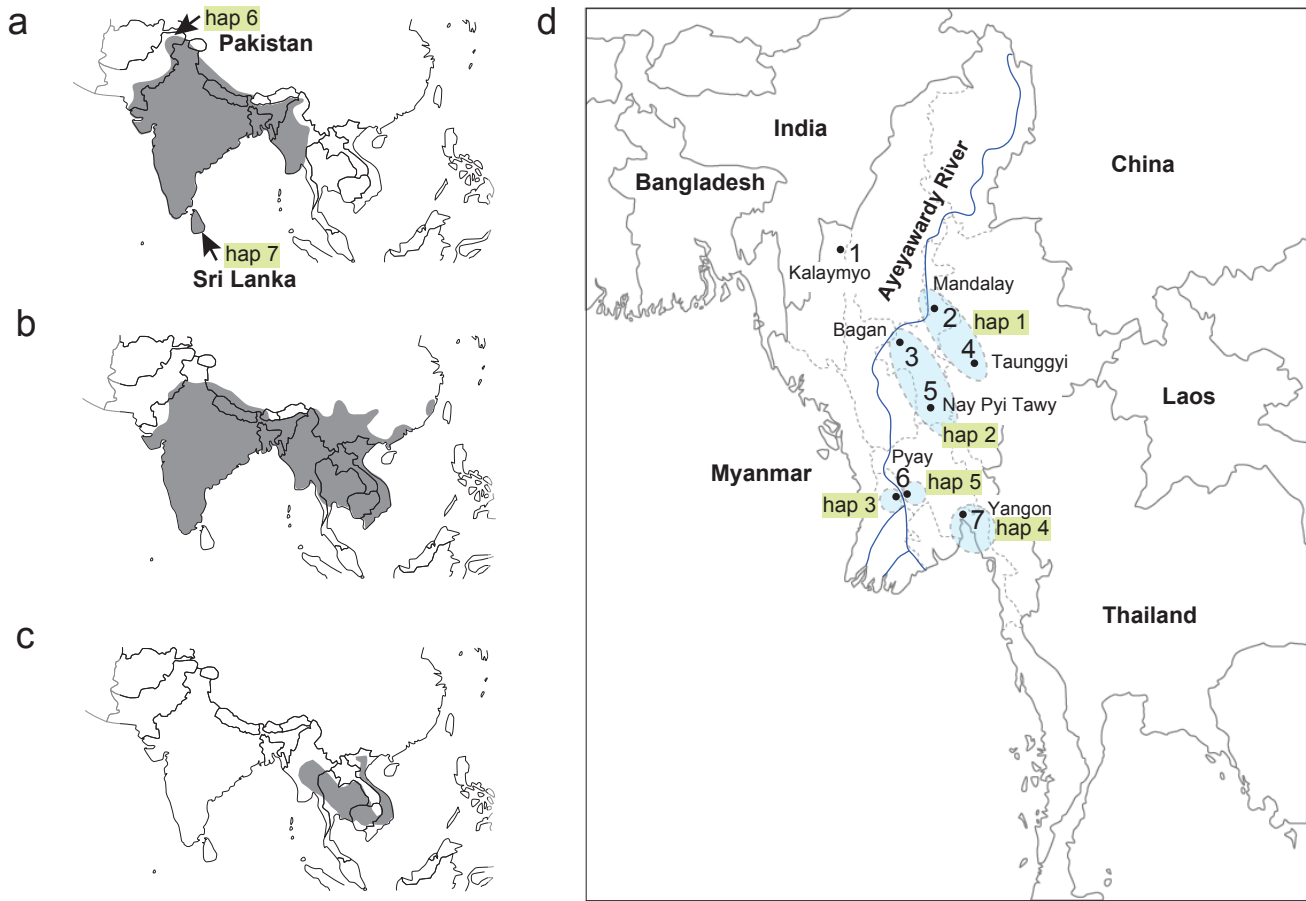 a
hap 6
Pakistan
hap 7
Sri Lanka
b
c
d
India
China
Bangladesh
Ayeyawardy River
1
Kalaymyo
Mandalay
2
hap 1
Bagan
3
4
Taunggyi
5
Nay Pyi Tawy
Laos
hap 2
Pyay
Myanmar
6
hap 5
hap 3
7
Yangon
hap 4
Thailand